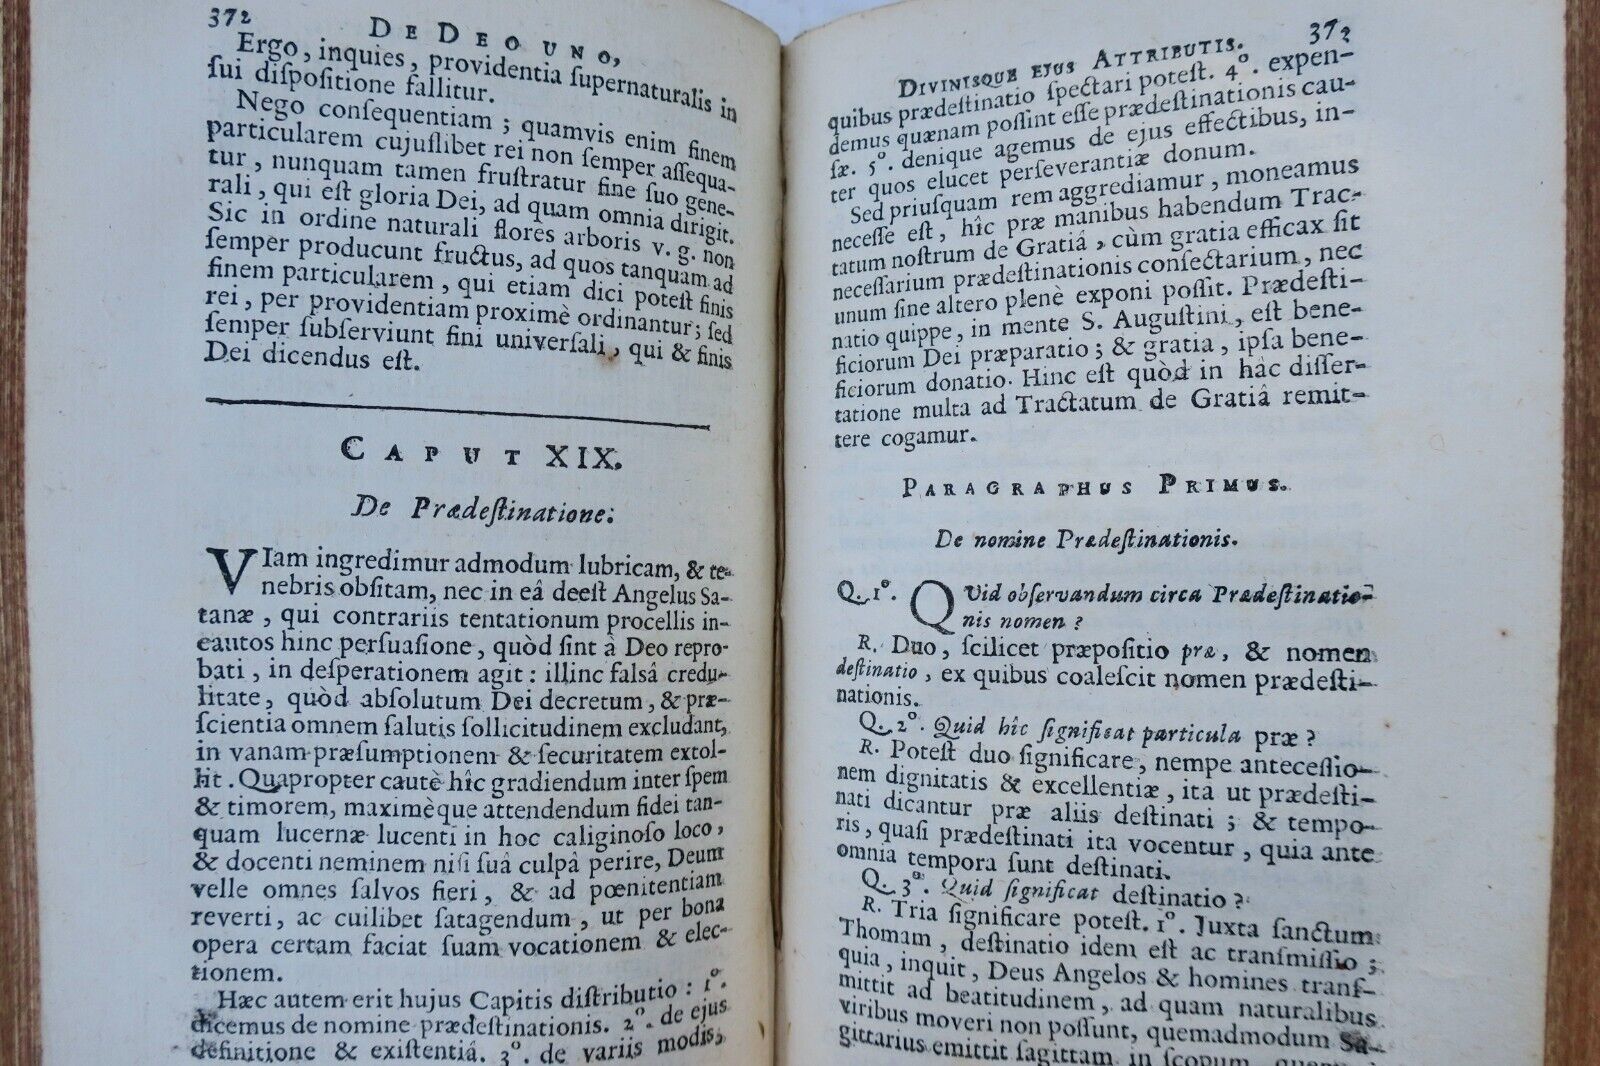 372
DE DEO UNO,
Ergo, inquies, providentia ſupernaturalis in
ſui diſpoſitione fallitur.
Nego conſequentiam; quamvis enim finem
particularem cujuſlibet rei non ſemper aſſequa-
tur, nunquam tamen fruſtratur fine ſuo gene-
rali, qui eſt gloria Dei, ad quam omnia dirigit.
Sic in ordine naturali flores arboris v. g. non
ſemper producunt fructus, ad quos tanquam ad
finem particularem, qui etiam dici poteſt finis
rei, per providentiam proximè ordinantur; ſed
ſemper ſubſerviunt fini univerſali, qui & finis
Dei dicendus eſt.
CAPUT XIX.
De Prædeſtinatione.
VIam ingredimur admodum lubricam, & te-
nebris obſitam, nec in eâ deeſt Angelus Sa-
tanæ, qui contrariis tentationum procellis in-
cautos hinc perſuaſione, quòd ſint à Deo repro-
bati, in deſperationem agit: illinc falsâ credu-
litate, quòd abſolutum Dei decretum, & præ-
ſcientia omnem ſalutis ſollicitudinem excludant,
in vanam præſumptionem & ſecuritatem extol-
lit. Quapropter cautè hîc gradiendum inter ſpem
& timorem, maximèque attendendum fidei tan-
quam lucernæ lucenti in hoc caliginoſo loco,
& docenti neminem niſi ſuâ culpâ perire, Deum
velle omnes ſalvos fieri, & ad pœnitentiam
reverti, ac cuilibet ſatagendum, ut per bona
opera certam faciat ſuam vocationem & elec-
tionem.
Hæc autem erit hujus Capitis diſtributio: 1°.
dicemus de nomine prædeſtinationis. 2°. de ejus
definitione & exiſtentiâ. 3°. de variis modis,
DIVINISQUE EJUS ATTRIBUTIS.
373
quibus prædeſtinatio ſpectari poteſt. 4°. expen-
demus quænam poſſint eſſe prædeſtinationis cau-
ſæ. 5°. denique agemus de ejus effectibus, in-
ter quos elucet perſeverantiæ donum.
Sed priuſquam rem aggrediamur, moneamus
neceſſe eſt, hîc præ manibus habendum Trac-
tatum noſtrum de Gratiâ, cùm gratia efficax ſit
neceſſarium prædeſtinationis conſectarium, nec
unum ſine altero plenè exponi poſſit. Prædeſti-
natio quippe, in mente S. Auguſtini, eſt bene-
ficiorum Dei præparatio; & gratia, ipſa bene-
ficiorum donatio. Hinc eſt quòd in hâc diſſer-
tatione multa ad Tractatum de Gratiâ remit-
tere cogamur.
PARAGRAPHUS PRIMUS.
De nomine Prædeſtinationis.
Q. 1°. QVid obſervandum circa Prædeſtinatio-
nis nomen?
R. Duo, ſcilicet præpoſitio præ, & nomen
deſtinatio, ex quibus coaleſcit nomen prædeſti-
nationis.
Q. 2°. Quid hîc ſignificat particula præ?
R. Poteſt duo ſignificare, nempe anteceſſio-
nem dignitatis & excellentiæ, ita ut prædeſti-
nati dicantur præ aliis deſtinati; & tempo-
ris, quaſi prædeſtinati ita vocentur, quia ante
omnia tempora ſunt deſtinati.
Q. 3°. Quid ſignificat deſtinatio?
R. Tria ſignificare poteſt. 1°. Juxta ſanctum
Thomam, deſtinatio idem eſt ac tranſmiſſio;
quia, inquit, Deus Angelos & homines tranſ-
mittit ad beatitudinem, ad quam naturalibus
viribus moveri non poſſunt, quemadmodum Sa-
gittarius emittit ſagittam in ſcopum,